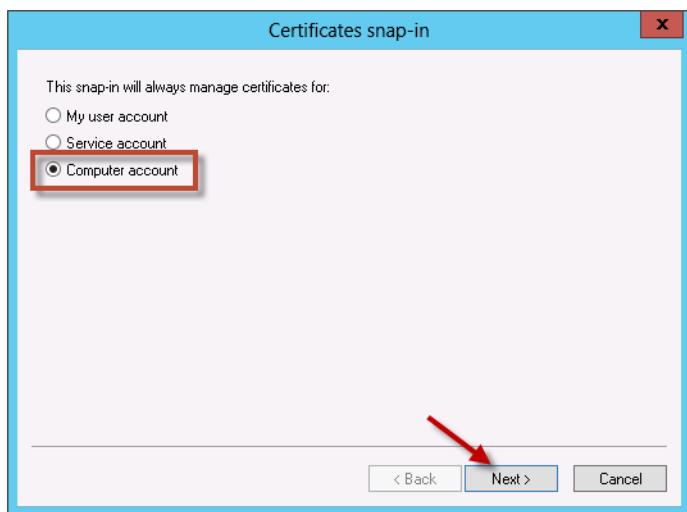 Certificates snap-in
x
This snap-in will always manage certificates for:
My user account
Service account
Computer account
< Back
Next >
Cancel